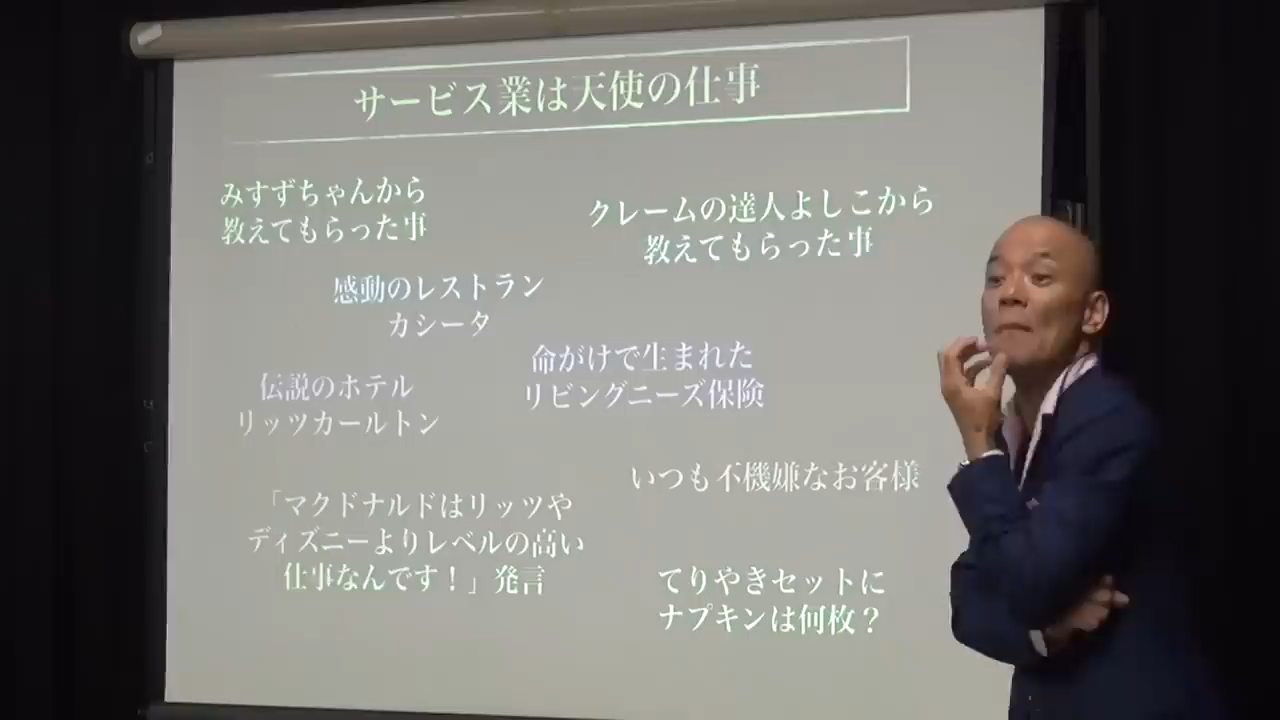 サービス業は天使の仕事
みすずちゃんから
教えてもらった事
クレームの達人よしこから
教えてもらった事
感動のレストラン
カシータ
命がけで生まれた
リビングニーズ保険
伝説のホテル
リッツカールトン
いつも不機嫌なお客様
「マクドナルドはリッツや
ディズニーよりレベルの高い
仕事なんです！」発言
てりやきセットに
ナプキンは何枚？